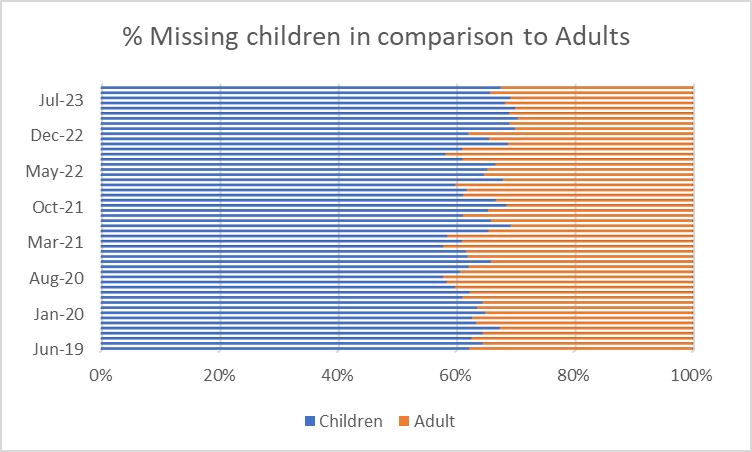 % Missing children in comparison to Adults
Jul-23
Dec-22
May-22
Oct-21
Mar-21
Aug-20
Jan-20
Jun-19
0% 20% 40% 60% 80% 100%
Children Adult